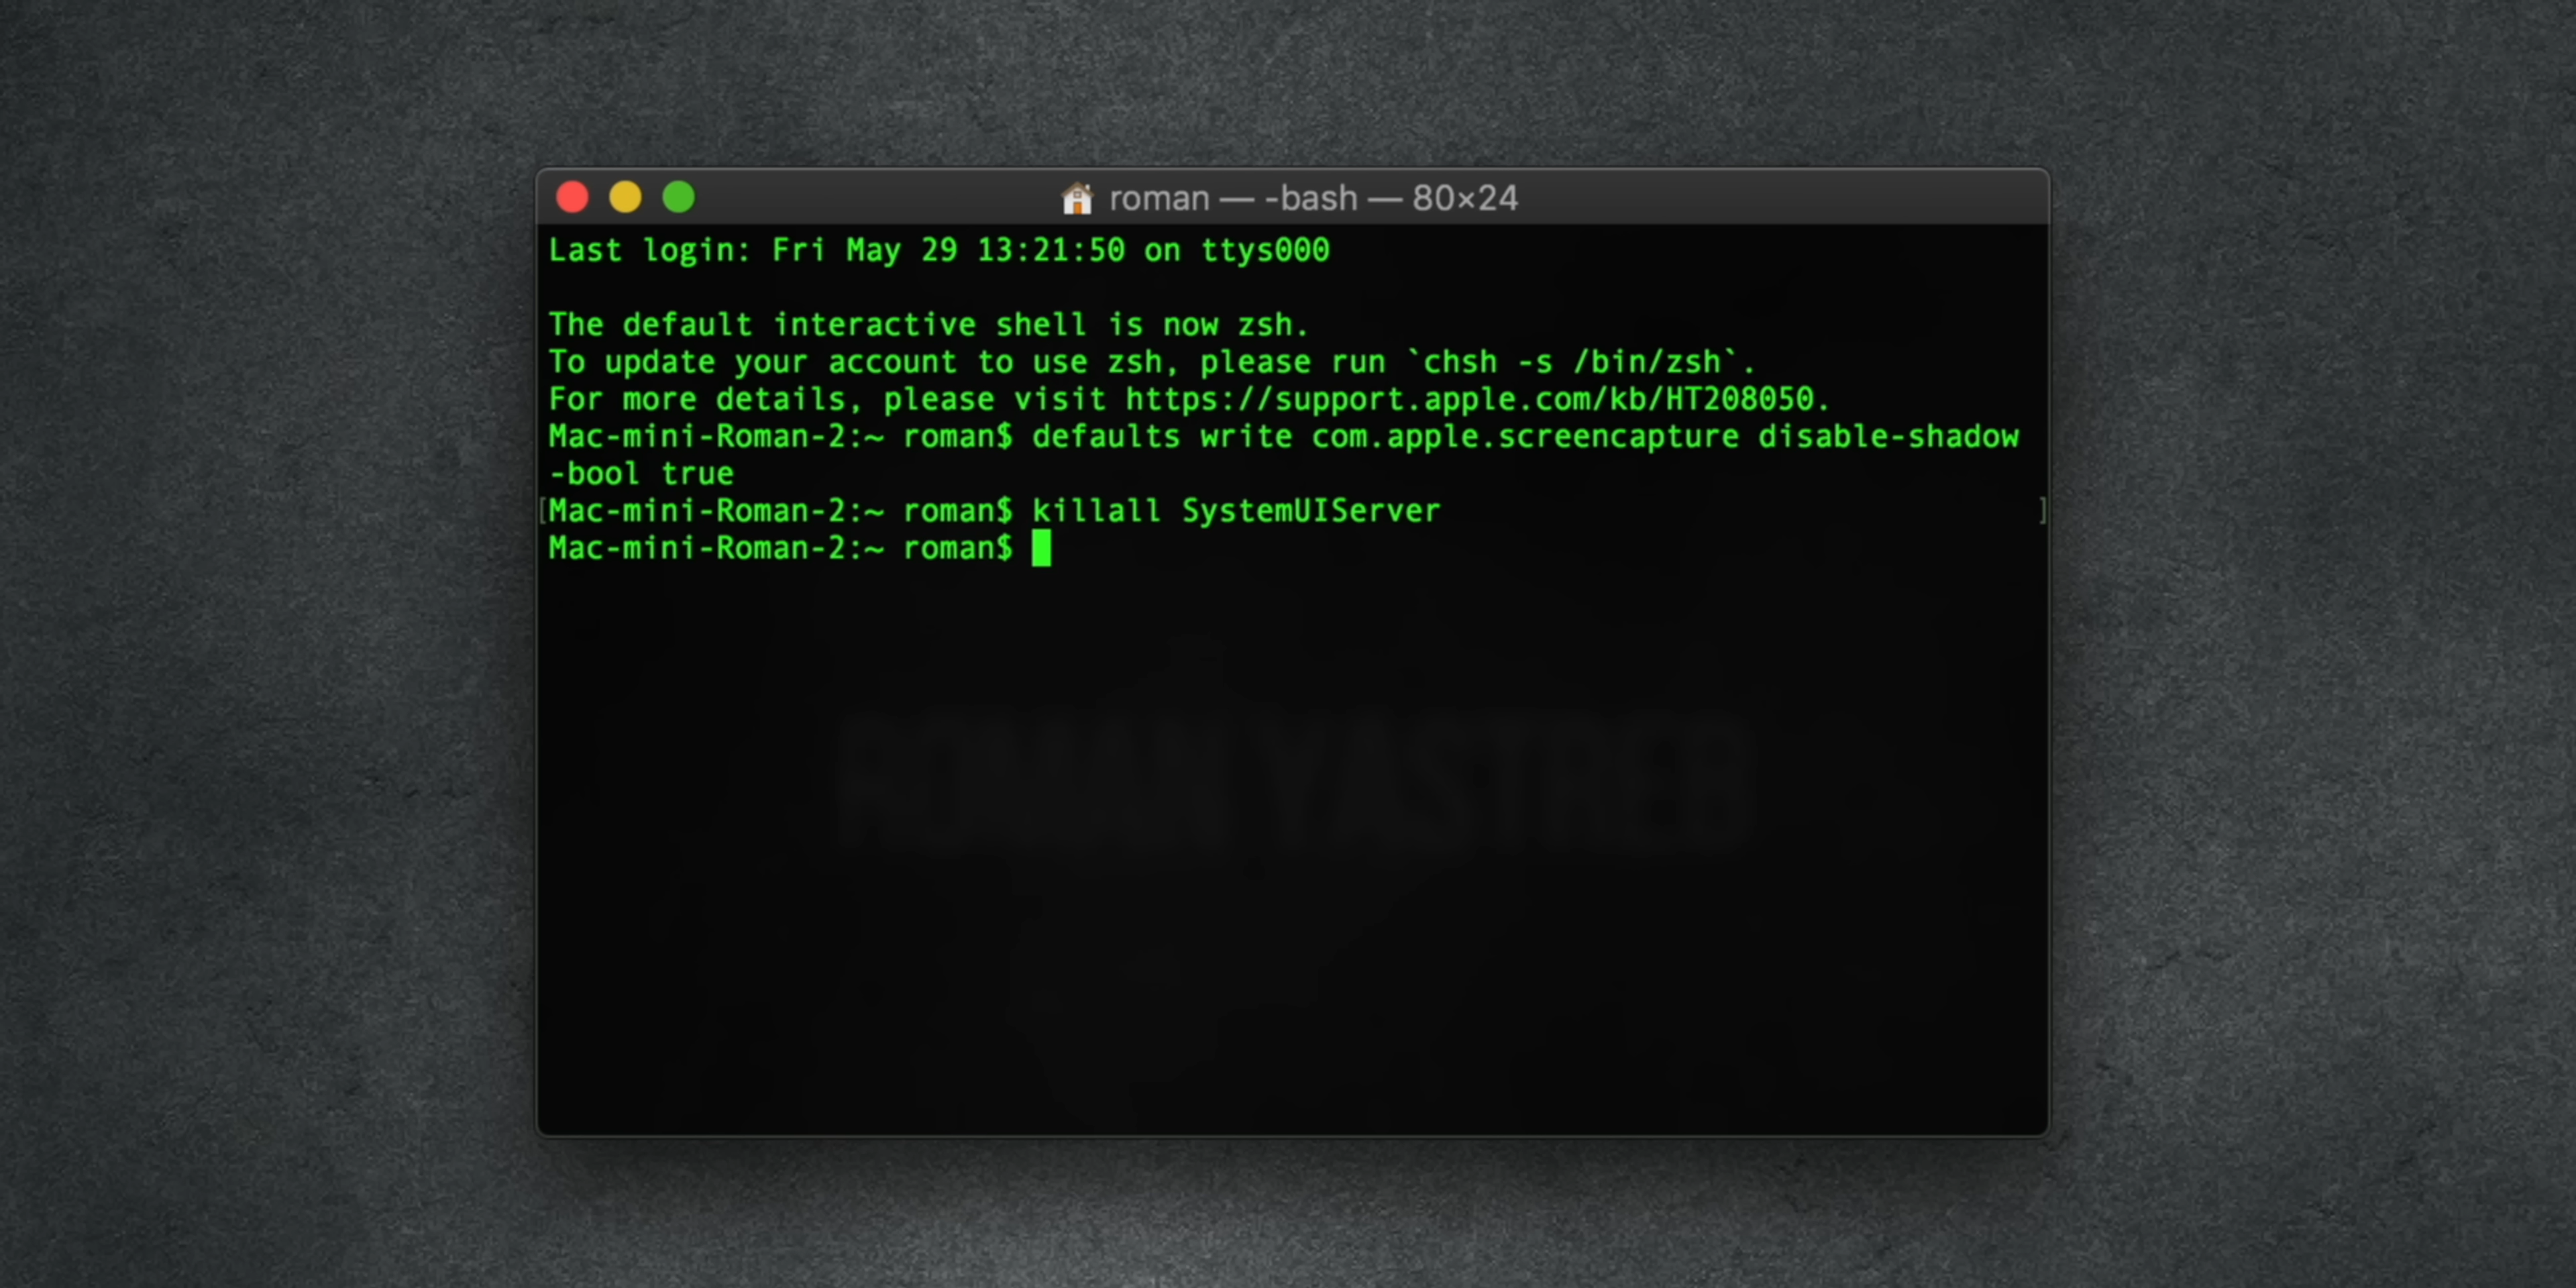 roman — -bash — 80×24
Last login: Fri May 29 13:21:50 on ttys000
The default interactive shell is now zsh.
To update your account to use zsh, please run `chsh -s /bin/zsh`.
For more details, please visit https://support.apple.com/kb/HT208050.
Mac-mini-Roman-2:~ roman$ defaults write com.apple.screencapture disable-shadow
-bool true
[Mac-mini-Roman-2:~ roman$ killall SystemUIServer ]
Mac-mini-Roman-2:~ roman$
ROMAN YASTREB